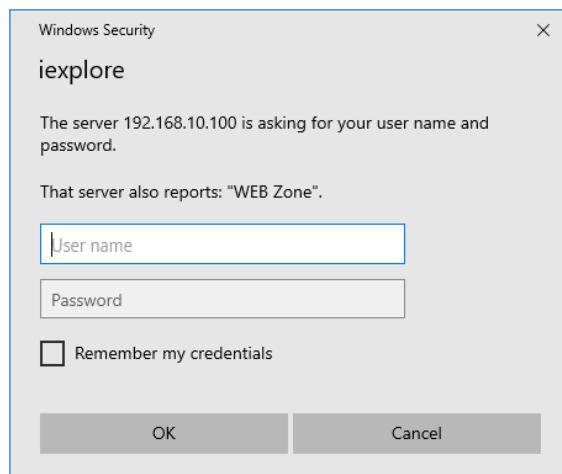 Windows Security
iexplore
The server 192.168.10.100 is asking for your user name and
password.
That server also reports: "WEB Zone".
User name
Password
Remember my credentials
OK
Cancel